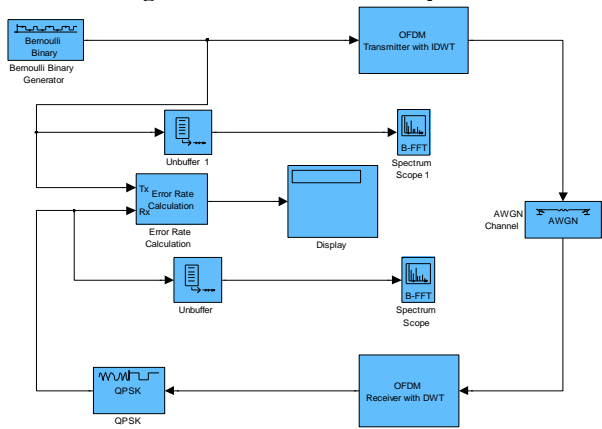 Bernoulli
Binary
Bernoulli Binary
Generator
OFDM
Transmitter with IDWT
Unbuffer 1
B-FFT
Spectrum
Scope 1
Tx
Rx
Error Rate
Calculation
Error Rate
Calculation
Display
AWGN
Channel
AWGN
Unbuffer
B-FFT
Spectrum
Scope
QPSK
QPSK
OFDM
Receiver with DWT